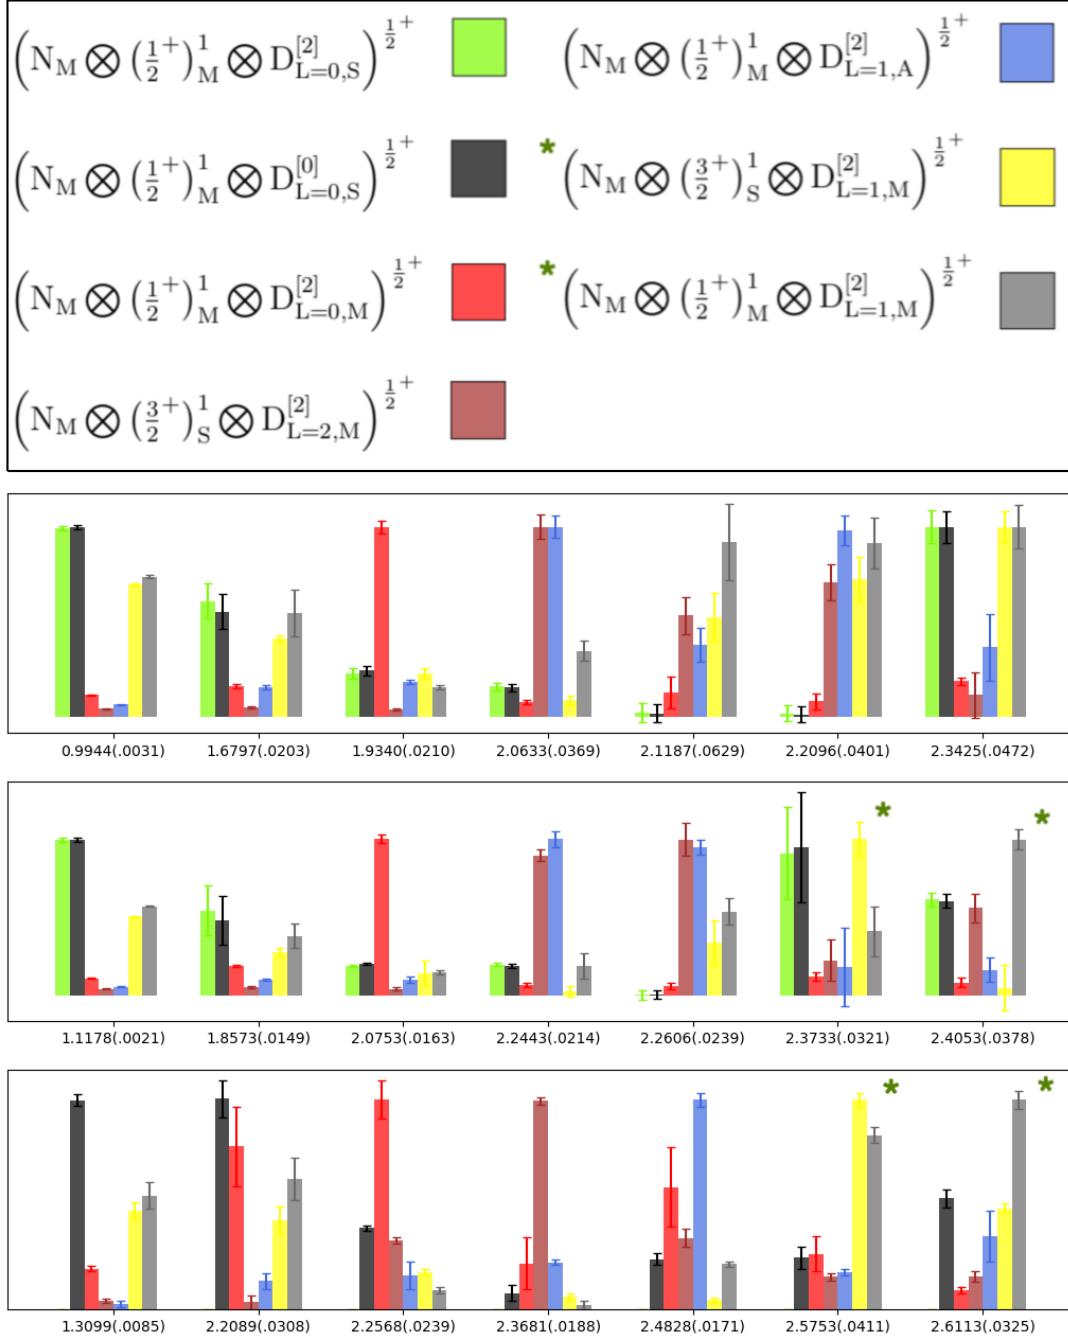 (N_M ⊗ (1/2^+)^1_M ⊗ D^[2]_{L=0,S})^{1/2^+}
(N_M ⊗ (1/2^+)^1_M ⊗ D^[2]_{L=1,A})^{1/2^+}
(N_M ⊗ (1/2^+)^1_M ⊗ D^[0]_{L=0,S})^{1/2^+}
* (N_M ⊗ (3/2^+)^1_S ⊗ D^[2]_{L=1,M})^{1/2^+}
(N_M ⊗ (1/2^+)^1_M ⊗ D^[2]_{L=0,M})^{1/2^+}
* (N_M ⊗ (1/2^+)^1_M ⊗ D^[2]_{L=1,M})^{1/2^+}
(N_M ⊗ (3/2^+)^1_S ⊗ D^[2]_{L=2,M})^{1/2^+}
0.9944(.0031) 1.6797(.0203) 1.9340(.0210) 2.0633(.0369) 2.1187(.0629) 2.2096(.0401) 2.3425(.0472)
* *
1.1178(.0021) 1.8573(.0149) 2.0753(.0163) 2.2443(.0214) 2.2606(.0239) 2.3733(.0321) 2.4053(.0378)
* *
1.3099(.0085) 2.2089(.0308) 2.2568(.0239) 2.3681(.0188) 2.4828(.0171) 2.5753(.0411) 2.6113(.0325)